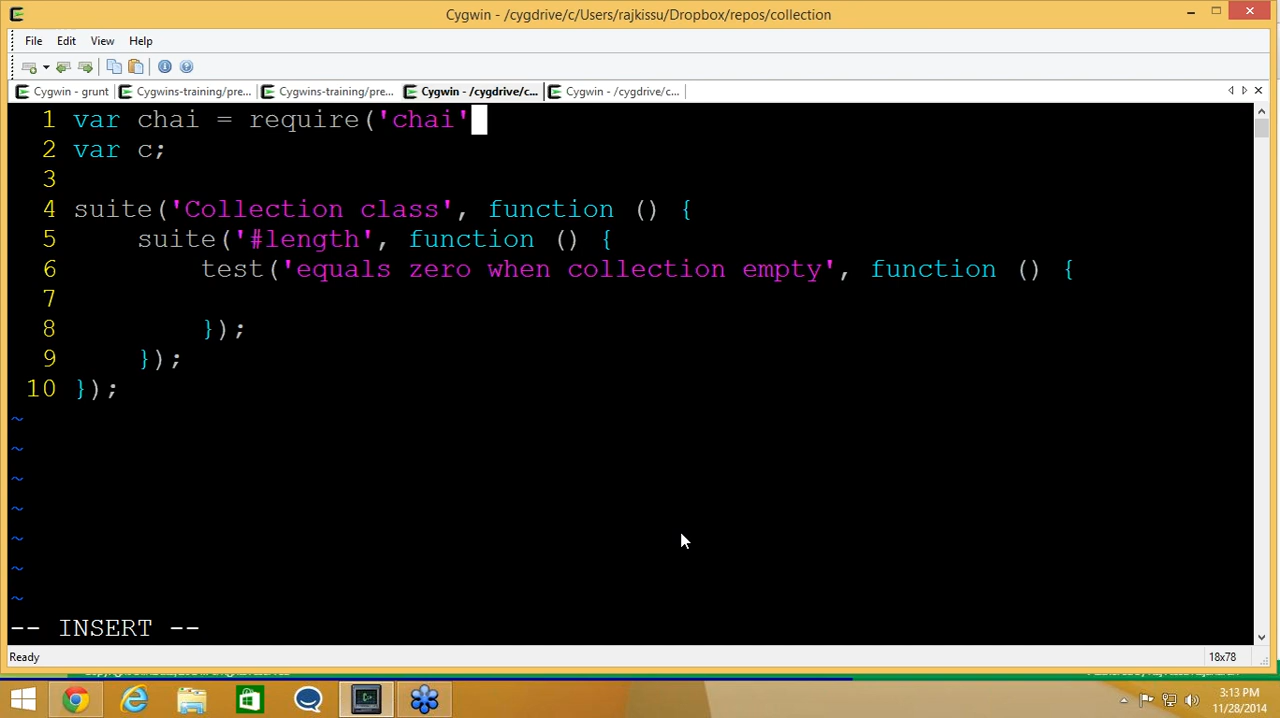 Cygwin - /cygdrive/c/Users/rajkissu/Dropbox/repos/collection
File Edit View Help
Cygwin - grunt Cygwins-training/pre... Cygwins-training/pre... Cygwin - /cygdrive/c... Cygwin - /cygdrive/c...
1 var chai = require('chai'
2 var c;
3
4 suite('Collection class', function () {
5 suite('#length', function () {
6 test('equals zero when collection empty', function () {
7
8 });
9 });
10 });
~
~
~
~
~
~
~
-- INSERT --
Ready 18x78
3:13 PM
11/28/2014